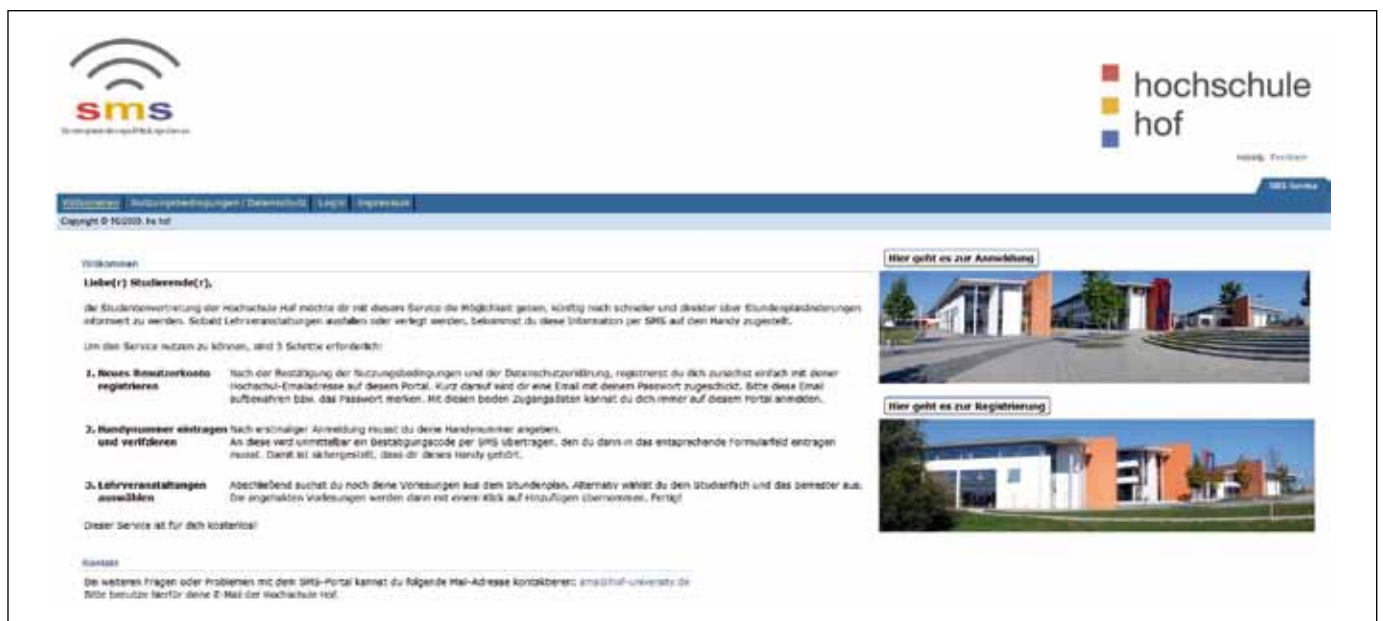 sms
hochschule
hof
SMS Service
Willkommen Nutzungsbedingungen / Datenschutz Login Impressum
Copyright © 10/2009, hs hof
Willkommen
Liebe(r) Studierende(r),
die Studentenvertretung der Hochschule Hof möchte dir mit diesem Service die Möglichkeit geben, künftig noch schneller und direkter über Stundenplanänderungen
informiert zu werden. Sobald Lehrveranstaltungen ausfallen oder verlegt werden, bekommst du diese Information per SMS auf dein Handy zugestellt.
Um den Service nutzen zu können, sind 3 Schritte erforderlich:
1. Neues Benutzerkonto registrieren
Nach der Bestätigung der Nutzungsbedingungen und der Datenschutzerklärung, registrierst du dich zunächst einfach mit deiner
Hochschul-Emailadresse auf diesem Portal. Kurz darauf wird dir eine Email mit deinem Passwort zugeschickt. Bitte diese Email
aufbewahren bzw. das Passwort merken. Mit diesen beiden Zugangsdaten kannst du dich immer auf diesem Portal anmelden.
2. Handynummer eintragen und verifizieren
Nach erstmaliger Anmeldung musst du deine Handynummer angeben.
An diese wird unmittelbar ein Bestätigungscode per SMS übertragen, den du dann in das entsprechende Formularfeld eintragen
musst. Damit ist sichergestellt, dass dir dieses Handy gehört.
3. Lehrveranstaltungen auswählen
Abschließend suchst du noch deine Vorlesungen aus dem Stundenplan. Alternativ wählst du dein Studienfach und das Semester aus.
Die angehakten Vorlesungen werden dann mit einem Klick auf Hinzufügen übernommen. Fertig!
Dieser Service ist für dich kostenlos!
Kontakt
Bei weiteren Fragen oder Problemen mit dem SMS-Portal kannst du folgende Mail-Adresse kontaktieren: sms@hof-university.de
Bitte benutze hierfür deine E-Mail der Hochschule Hof.
Hier geht es zur Anmeldung
Hier geht es zur Registrierung